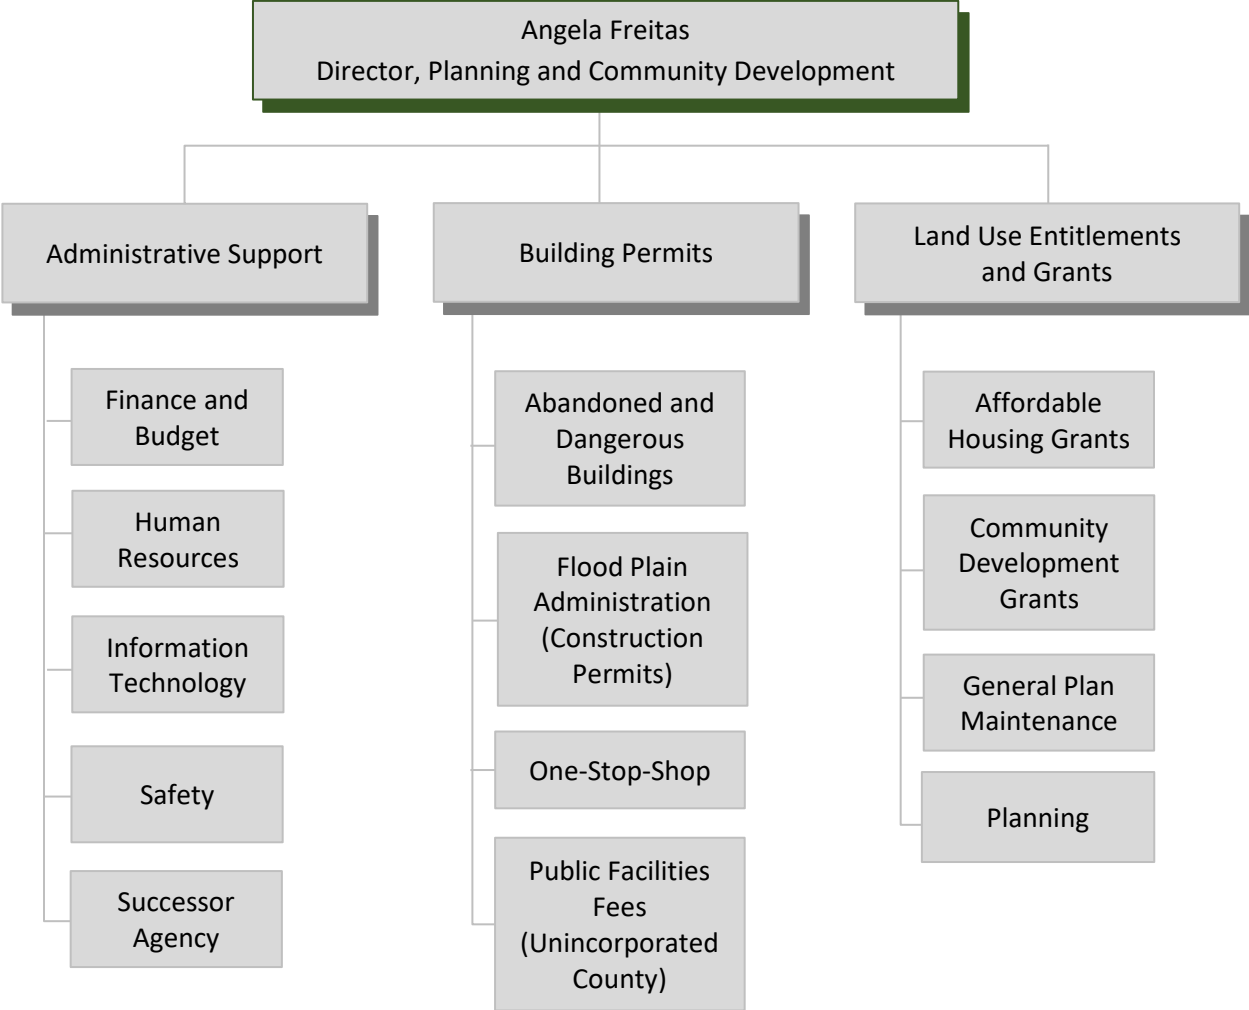 Angela Freitas
Director, Planning and Community Development
Administrative Support
Finance and
Budget
Human
Resources
Information
Technology
Safety
Successor
Agency
Building Permits
Abandoned and
Dangerous
Buildings
Flood Plain
Administration
(Construction
Permits)
One-Stop-Shop
Public Facilities
Fees
(Unincorporated
County)
Land Use Entitlements
and Grants
Affordable
Housing Grants
Community
Development
Grants
General Plan
Maintenance
Planning